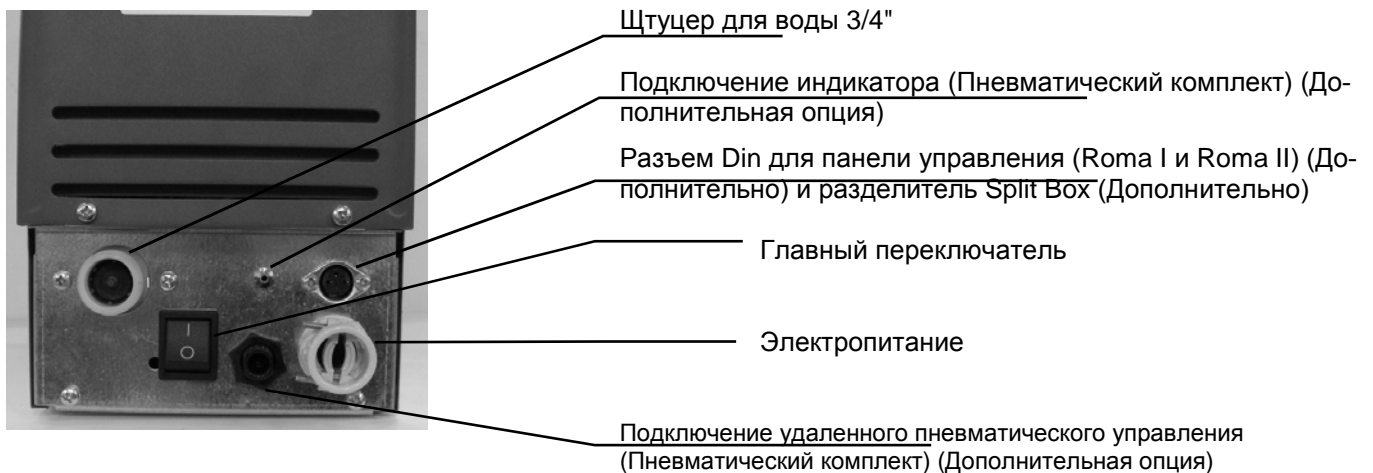 Щтуцер для воды 3/4"
Подключение индикатора (Пневматический комплект) (До-
полнительная опция)
Разъем Din для панели управления (Roma I и Roma II) (До-
полнительно) и разделитель Split Box (Дополнительно)
Главный переключатель
Электропитание
Подключение удаленного пневматического управления
(Пневматический комплект) (Дополнительная опция)